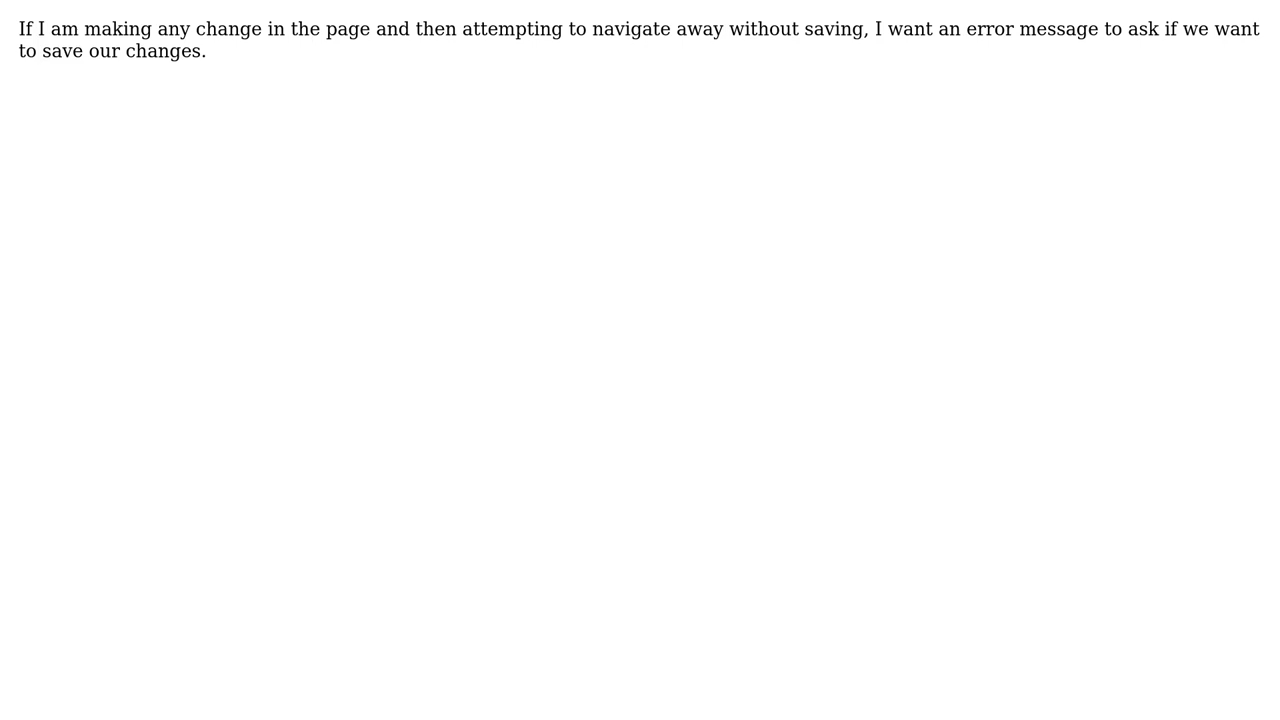 If I am making any change in the page and then attempting to navigate away without saving, I want an error message to ask if we want
to save our changes.